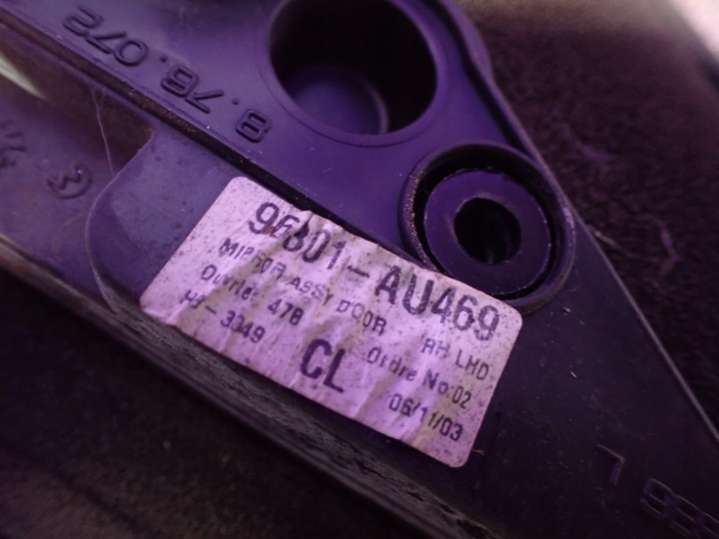 8.76.072
96301-AU469
MIRROR ASSY DOOR RH LHD
Ouvrier 478 Ordre No:02
CL 06/11/03